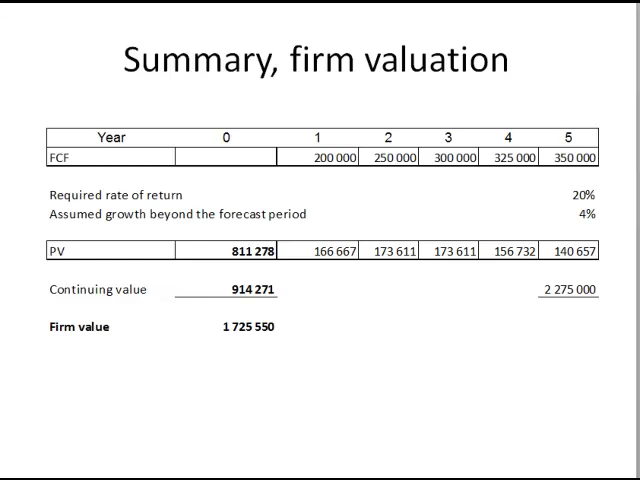 Summary, firm valuation
Year 0 1 2 3 4 5
FCF 200 000 250 000 300 000 325 000 350 000
Required rate of return 20%
Assumed growth beyond the forecast period 4%
PV 811 278 166 667 173 611 173 611 156 732 140 657
Continuing value 914 271 2 275 000
Firm value 1 725 550